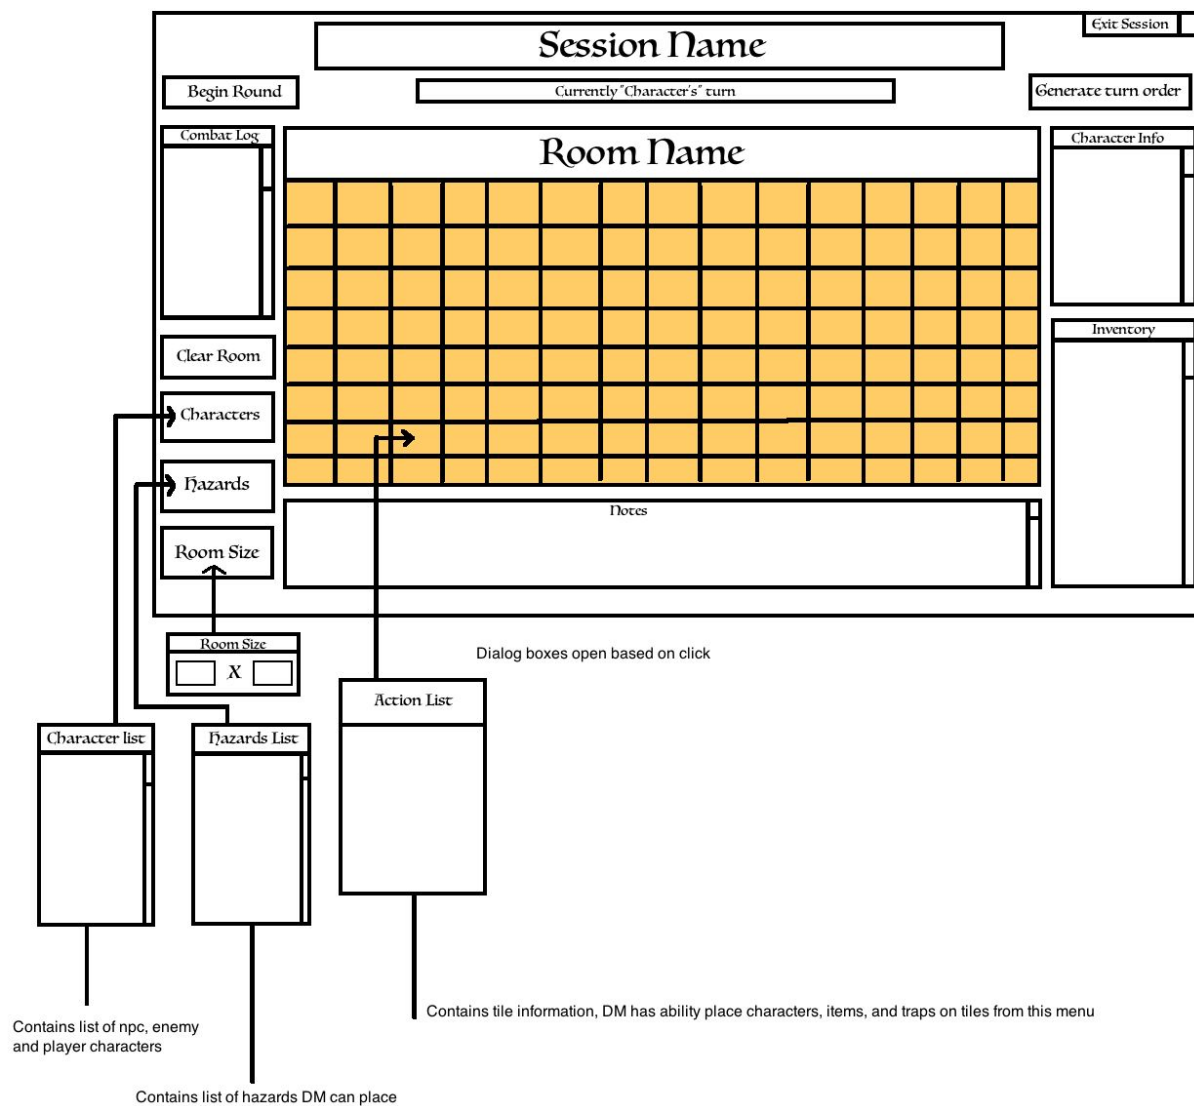 Exit Session
Session Name
Begin Round
Currently "Character's" turn
Generate turn order
Combat Log
Room Name
Character Info
Inventory
Clear Room
Characters
Hazards
Room Size
Notes
Room Size
X
Dialog boxes open based on click
Action List
Character list
Hazards List
Contains tile information, DM has ability place characters, items, and traps on tiles from this menu
Contains list of npc, enemy
and player characters
Contains list of hazards DM can place